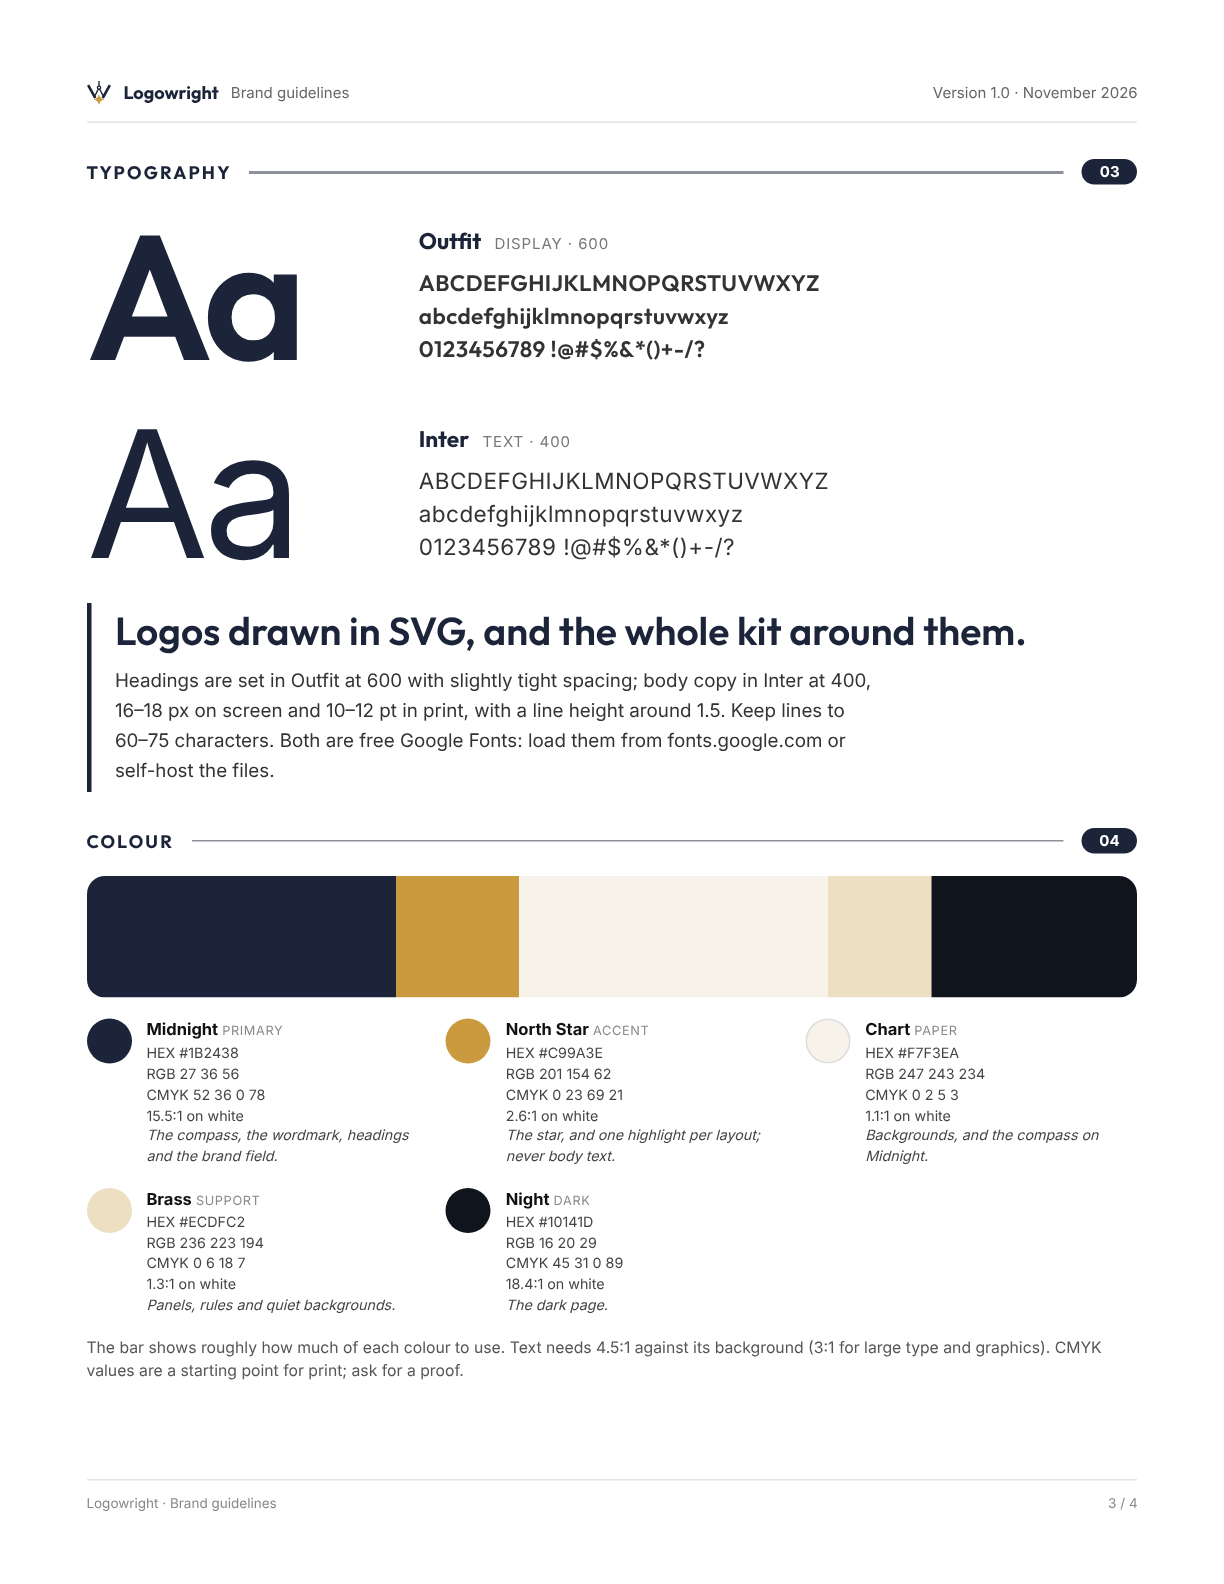 Logowright Brand guidelines
Version 1.0 · November 2026
TYPOGRAPHY
03
Aa
Outfit DISPLAY · 600
ABCDEFGHIJKLMNOPQRSTUVWXYZ
abcdefghijklmnopqrstuvwxyz
0123456789 !@#$%&*()+-/?
Aa
Inter TEXT · 400
ABCDEFGHIJKLMNOPQRSTUVWXYZ
abcdefghijklmnopqrstuvwxyz
0123456789 !@#$%&*()+-/?
Logos drawn in SVG, and the whole kit around them.
Headings are set in Outfit at 600 with slightly tight spacing; body copy in Inter at 400,
16–18 px on screen and 10–12 pt in print, with a line height around 1.5. Keep lines to
60–75 characters. Both are free Google Fonts: load them from fonts.google.com or
self-host the files.
COLOUR
04
Midnight PRIMARY
HEX #1B2438
RGB 27 36 56
CMYK 52 36 0 78
15.5:1 on white
The compass, the wordmark, headings
and the brand field.
North Star ACCENT
HEX #C99A3E
RGB 201 154 62
CMYK 0 23 69 21
2.6:1 on white
The star, and one highlight per layout;
never body text.
Chart PAPER
HEX #F7F3EA
RGB 247 243 234
CMYK 0 2 5 3
1.1:1 on white
Backgrounds, and the compass on
Midnight.
Brass SUPPORT
HEX #ECDFC2
RGB 236 223 194
CMYK 0 6 18 7
1.3:1 on white
Panels, rules and quiet backgrounds.
Night DARK
HEX #10141D
RGB 16 20 29
CMYK 45 31 0 89
18.4:1 on white
The dark page.
The bar shows roughly how much of each colour to use. Text needs 4.5:1 against its background (3:1 for large type and graphics). CMYK
values are a starting point for print; ask for a proof.
Logowright · Brand guidelines
3 / 4